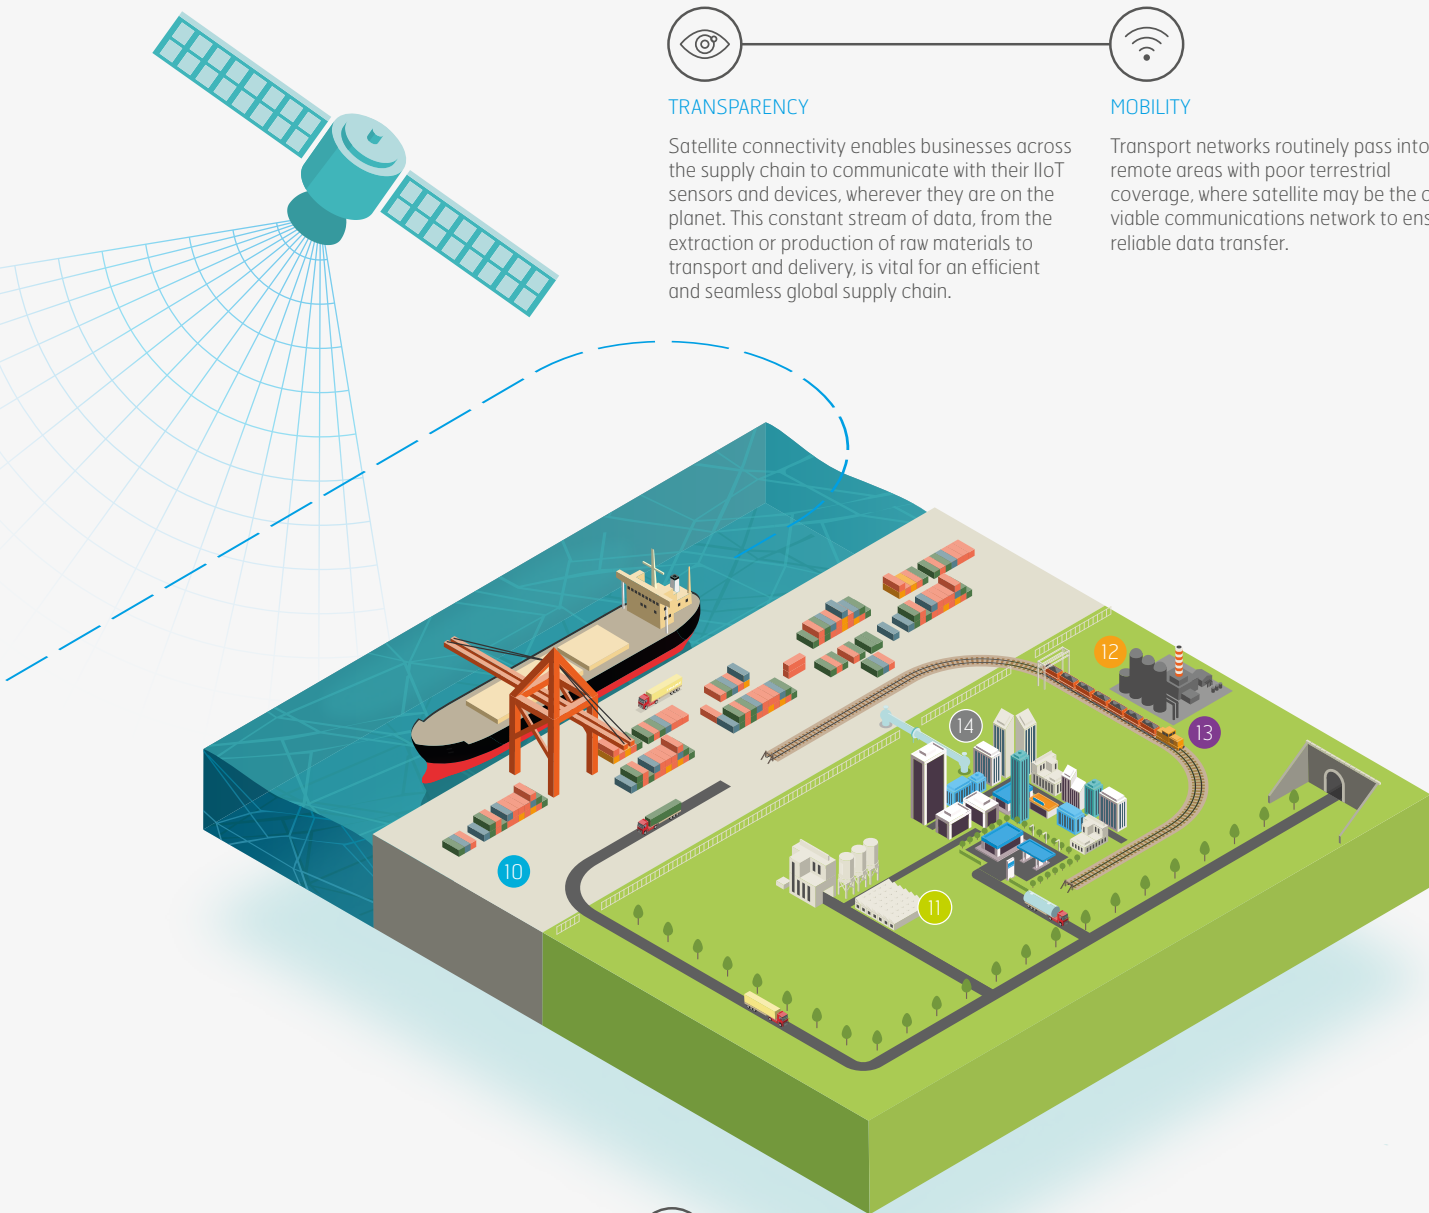 TRANSPARENCY
Satellite connectivity enables businesses across
the supply chain to communicate with their IIoT
sensors and devices, wherever they are on the
planet. This constant stream of data, from the
extraction or production of raw materials to
transport and delivery, is vital for an efficient
and seamless global supply chain.
MOBILITY
Transport networks routinely pass into
remote areas with poor terrestrial
coverage, where satellite may be the
viable communications network to
reliable data transfer.
12
13
14
10
11